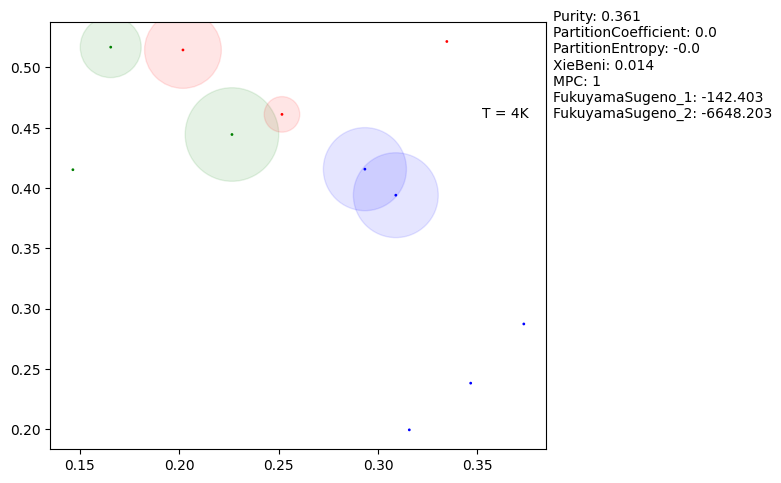 Purity: 0.361
PartitionCoefficient: 0.0
PartitionEntropy: -0.0
XieBeni: 0.014
MPC: 1
FukuyamaSugeno_1: -142.403
FukuyamaSugeno_2: -6648.203
T = 4K
0.50
0.45
0.40
0.35
0.30
0.25
0.20
0.15 0.20 0.25 0.30 0.35